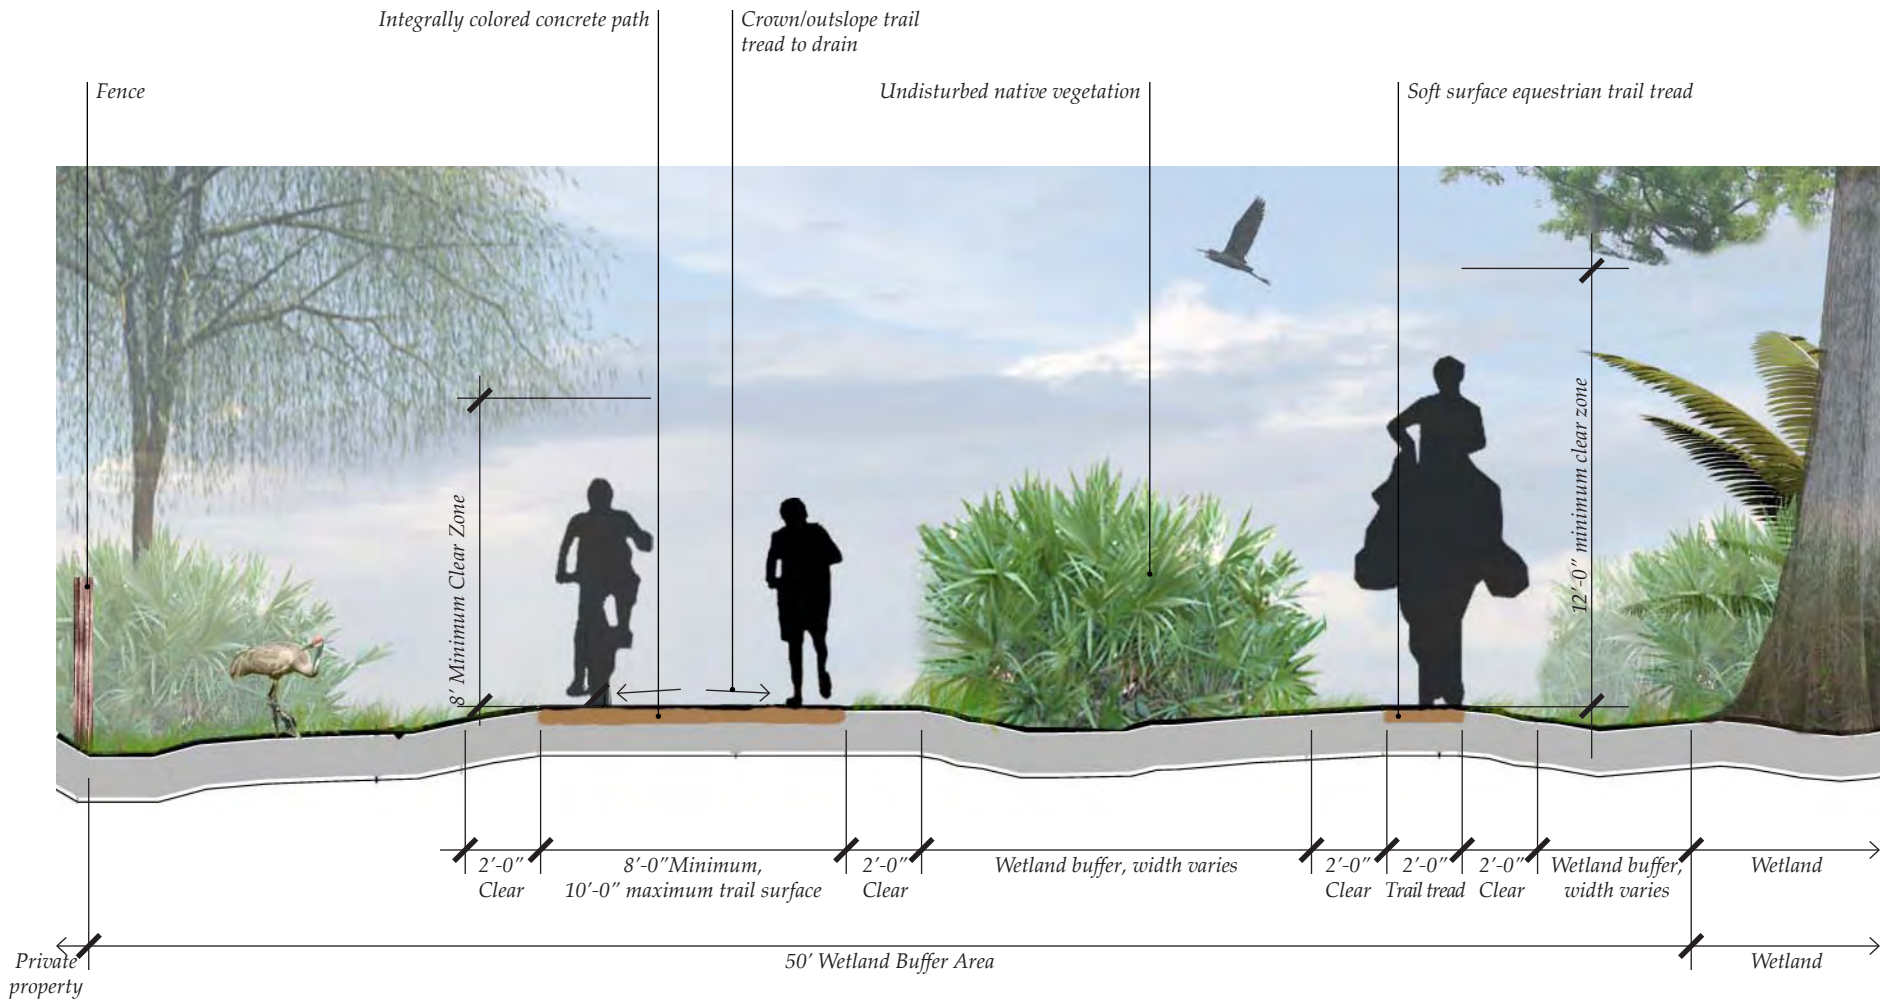 Integrally colored concrete path
Crown/outslope trail
tread to drain
Fence
Undisturbed native vegetation
Soft surface equestrian trail tread
8’ Minimum Clear Zone
12’-0” minimum clear zone
2’-0”
Clear
8’-0”Minimum,
10’-0” maximum trail surface
2’-0”
Clear
Wetland buffer, width varies
2’-0”
Clear
2’-0”
Trail tread
2’-0”
Clear
Wetland buffer,
width varies
Wetland
Private
property
50’ Wetland Buffer Area
Wetland